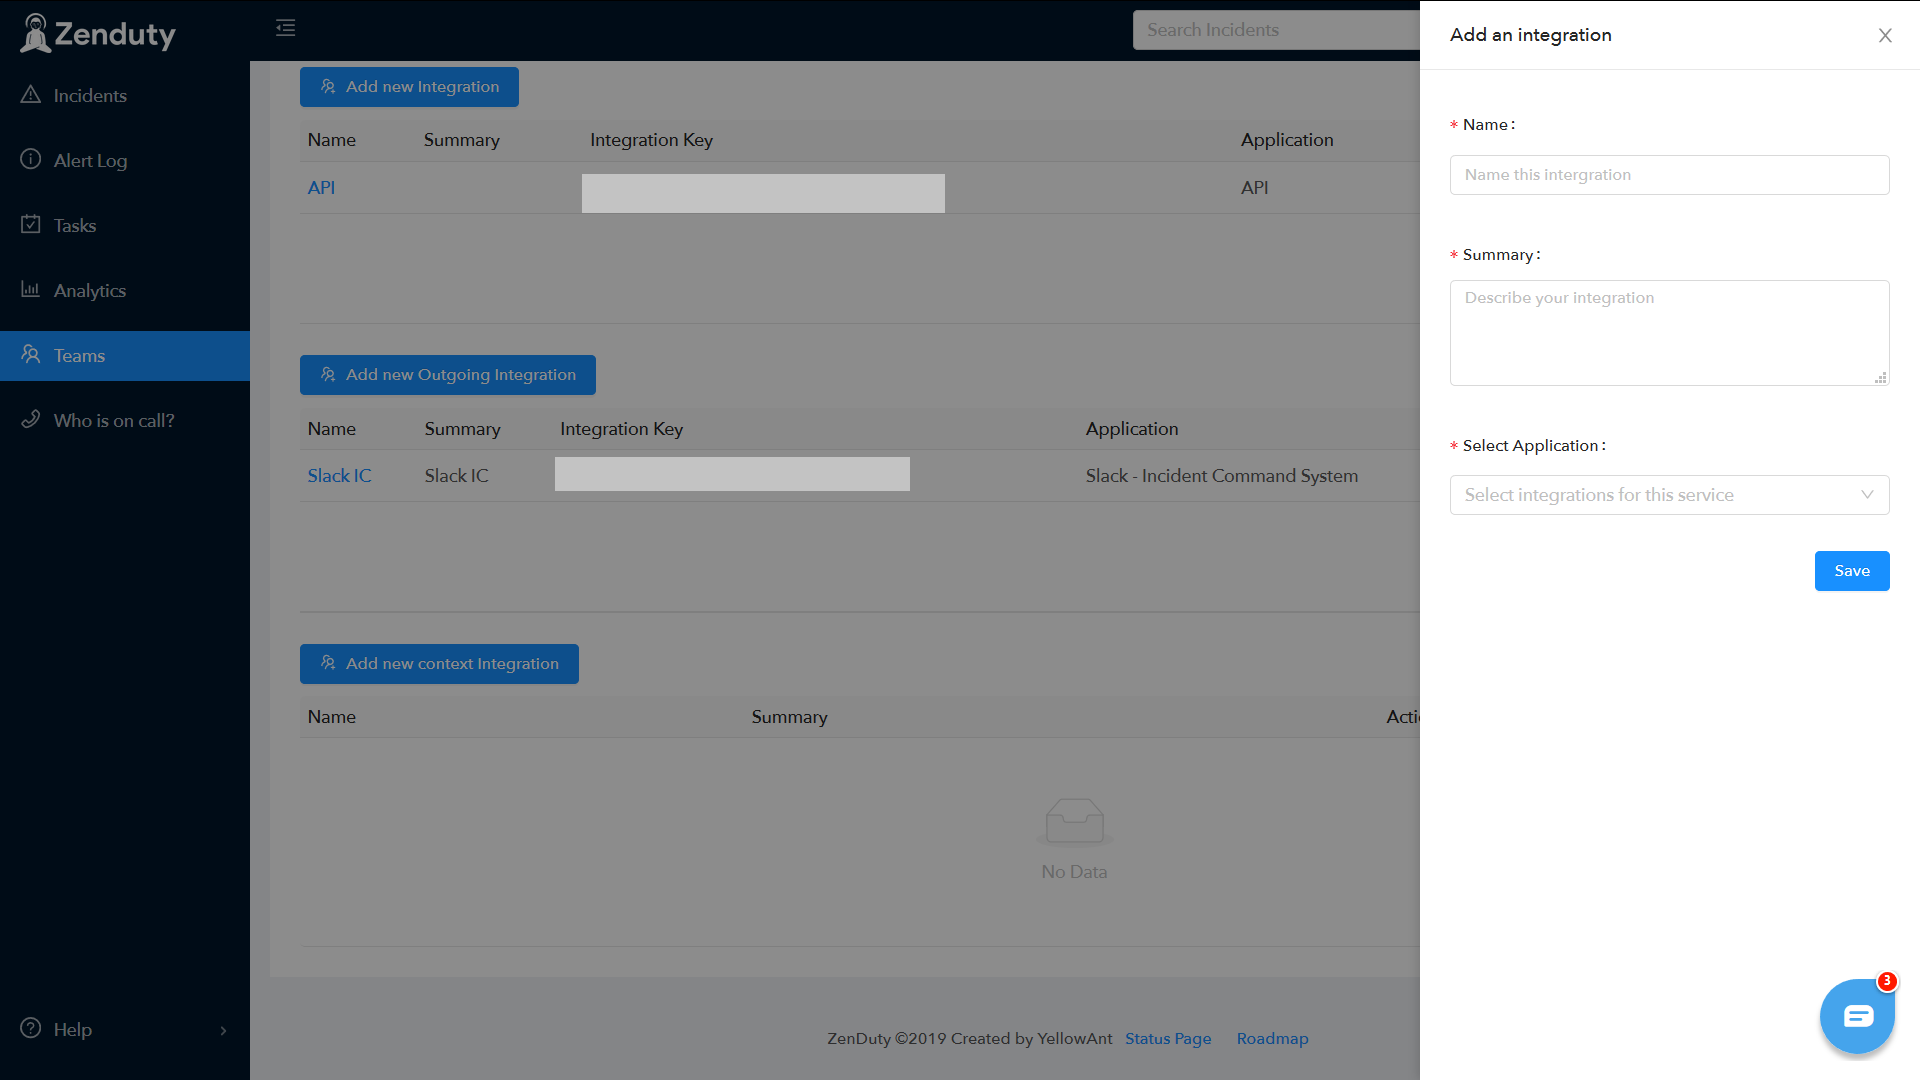 Zenduty
Incidents
Alert Log
Tasks
Analytics
Teams
Who is on call?
Help
Search Incidents
Add new Integration
Name Summary Integration Key Application
API API
Add new Outgoing Integration
Name Summary Integration Key Application
Slack IC Slack IC Slack - Incident Command System
Add new context Integration
Name Summary Acti
No Data
ZenDuty ©2019 Created by YellowAnt Status Page Roadmap
Add an integration
* Name:
Name this intergration
* Summary:
Describe your integration
* Select Application:
Select integrations for this service
Save
3